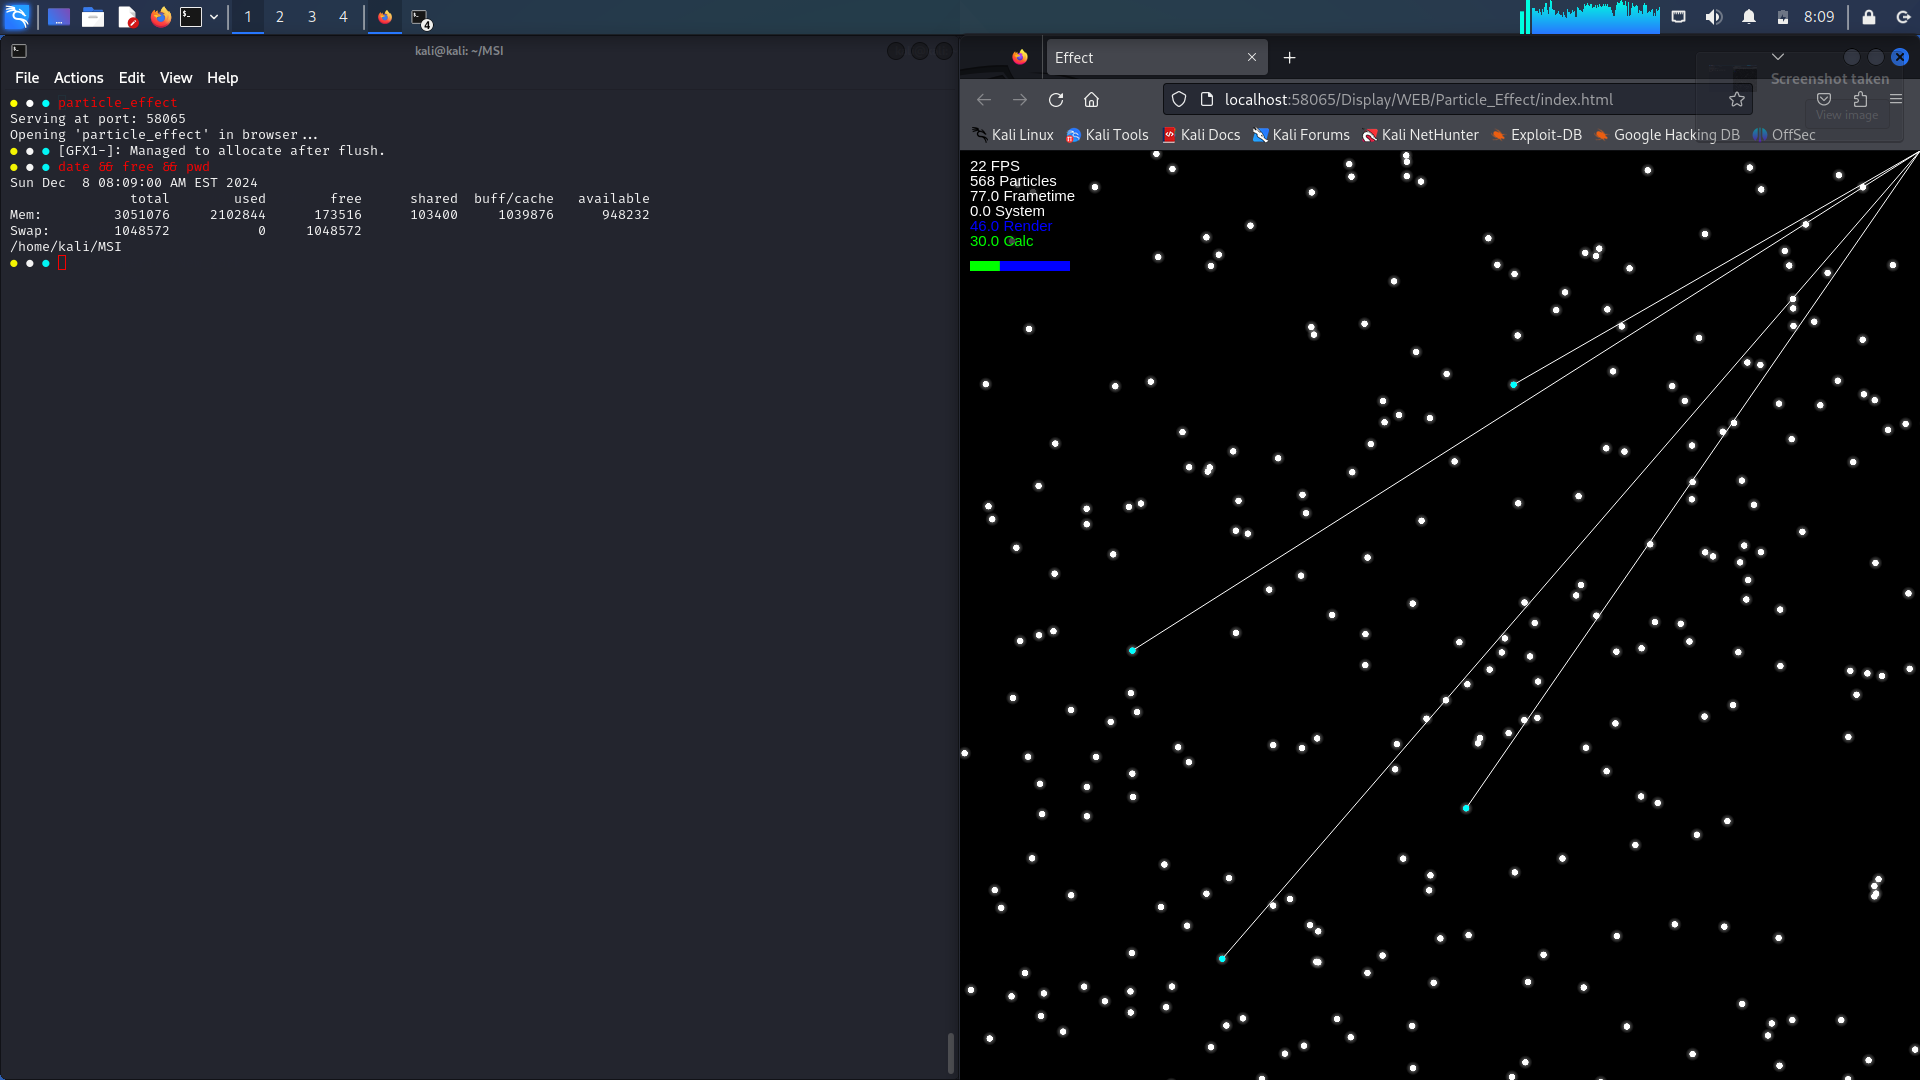 1 2 3 4
4
8:09
kali@kali: ~/MSI
File Actions Edit View Help
particle_effect
Serving at port: 58065
Opening 'particle_effect' in browser...
[GFX1-]: Managed to allocate after flush.
date && free && pwd
Sun Dec  8 08:09:00 AM EST 2024
total used free shared buff/cache available
Mem: 3051076 2102844 173516 103400 1039876 948232
Swap: 1048572 0 1048572
/home/kali/MSI
Effect
Screenshot taken
localhost:58065/Display/WEB/Particle_Effect/index.html
View image
Kali Linux Kali Tools Kali Docs Kali Forums Kali NetHunter Exploit-DB Google Hacking DB OffSec
22 FPS
568 Particles
77.0 Frametime
0.0 System
46.0 Render
30.0 Calc